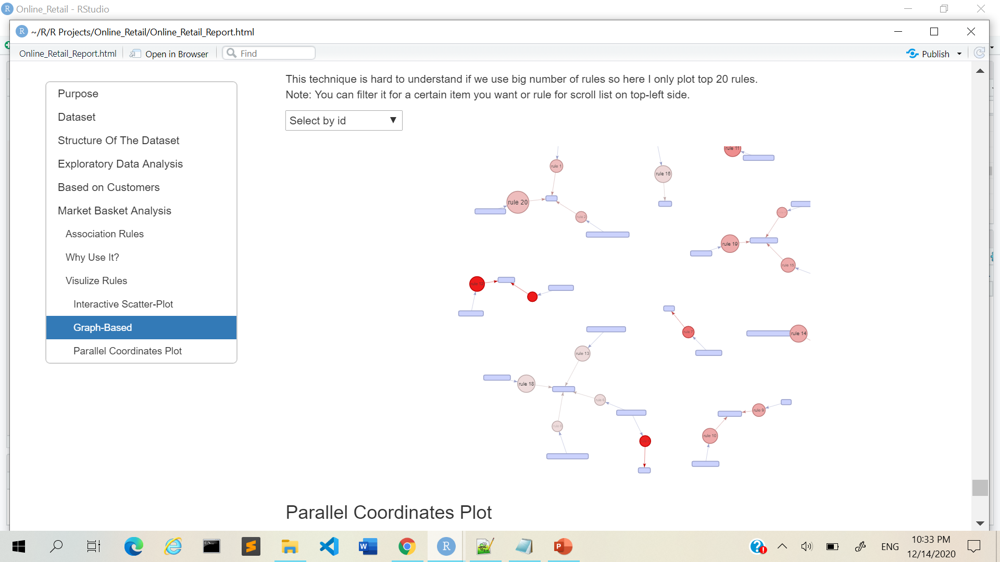 Online_Retail - RStudio
~/R/R Projects/Online_Retail/Online_Retail_Report.html
Online_Retail_Report.html
Open in Browser
Find
Publish
Purpose
Dataset
Structure Of The Dataset
Exploratory Data Analysis
Based on Customers
Market Basket Analysis
Association Rules
Why Use It?
Visulize Rules
Interactive Scatter-Plot
Graph-Based
Parallel Coordinates Plot
This technique is hard to understand if we use big number of rules so here I only plot top 20 rules.
Note: You can filter it for a certain item you want or rule for scroll list on top-left side.
Select by id
rule 11
rule 1
rule 16
rule 20
rule 2
rule 19
rule 15
rule 12
rule 7
rule 14
rule 13
rule 18
rule 6
rule 9
rule 10
Parallel Coordinates Plot
ENG
10:33 PM
12/14/2020